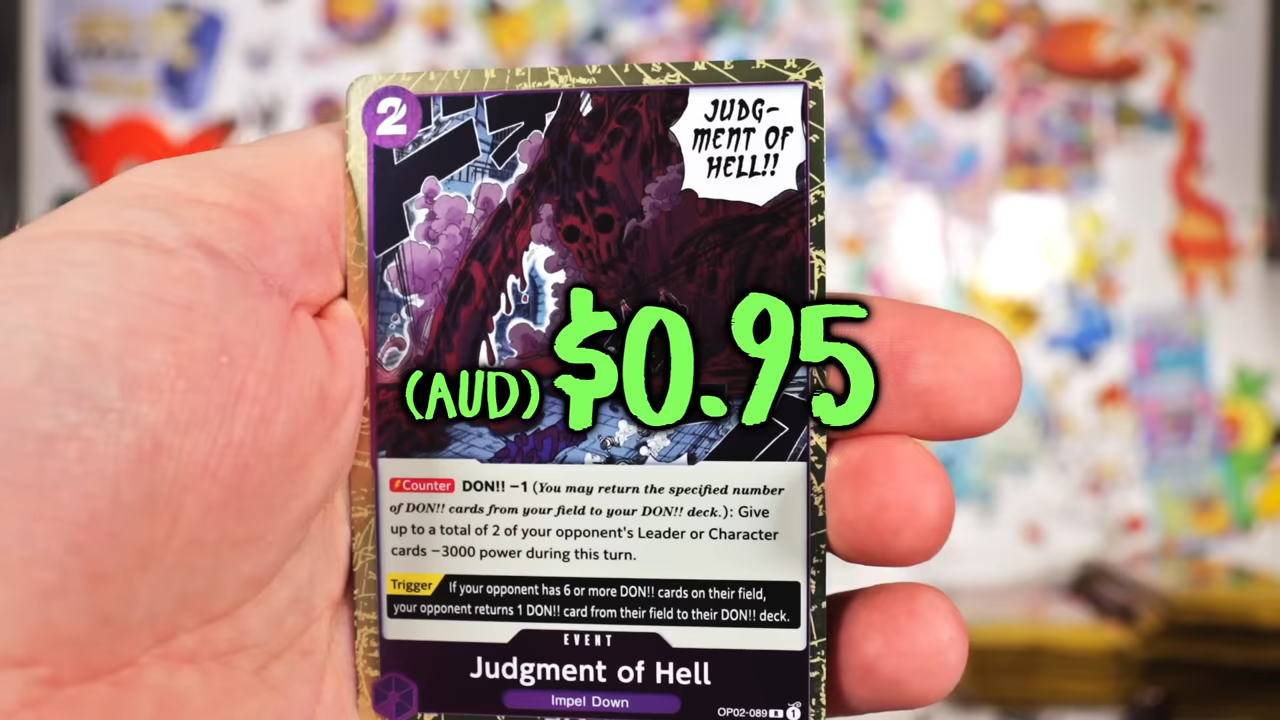 2
JUDG-
MENT OF
HELL!!
(AUD) $0.95
Counter DON!! −1 (You may return the specified number
of DON!! cards from your field to your DON!! deck.): Give
up to a total of 2 of your opponent's Leader or Character
cards −3000 power during this turn.
Trigger If your opponent has 6 or more DON!! cards on their field,
your opponent returns 1 DON!! card from their field to their DON!! deck.
EVENT
Judgment of Hell
Impel Down
OP02-089 R 1